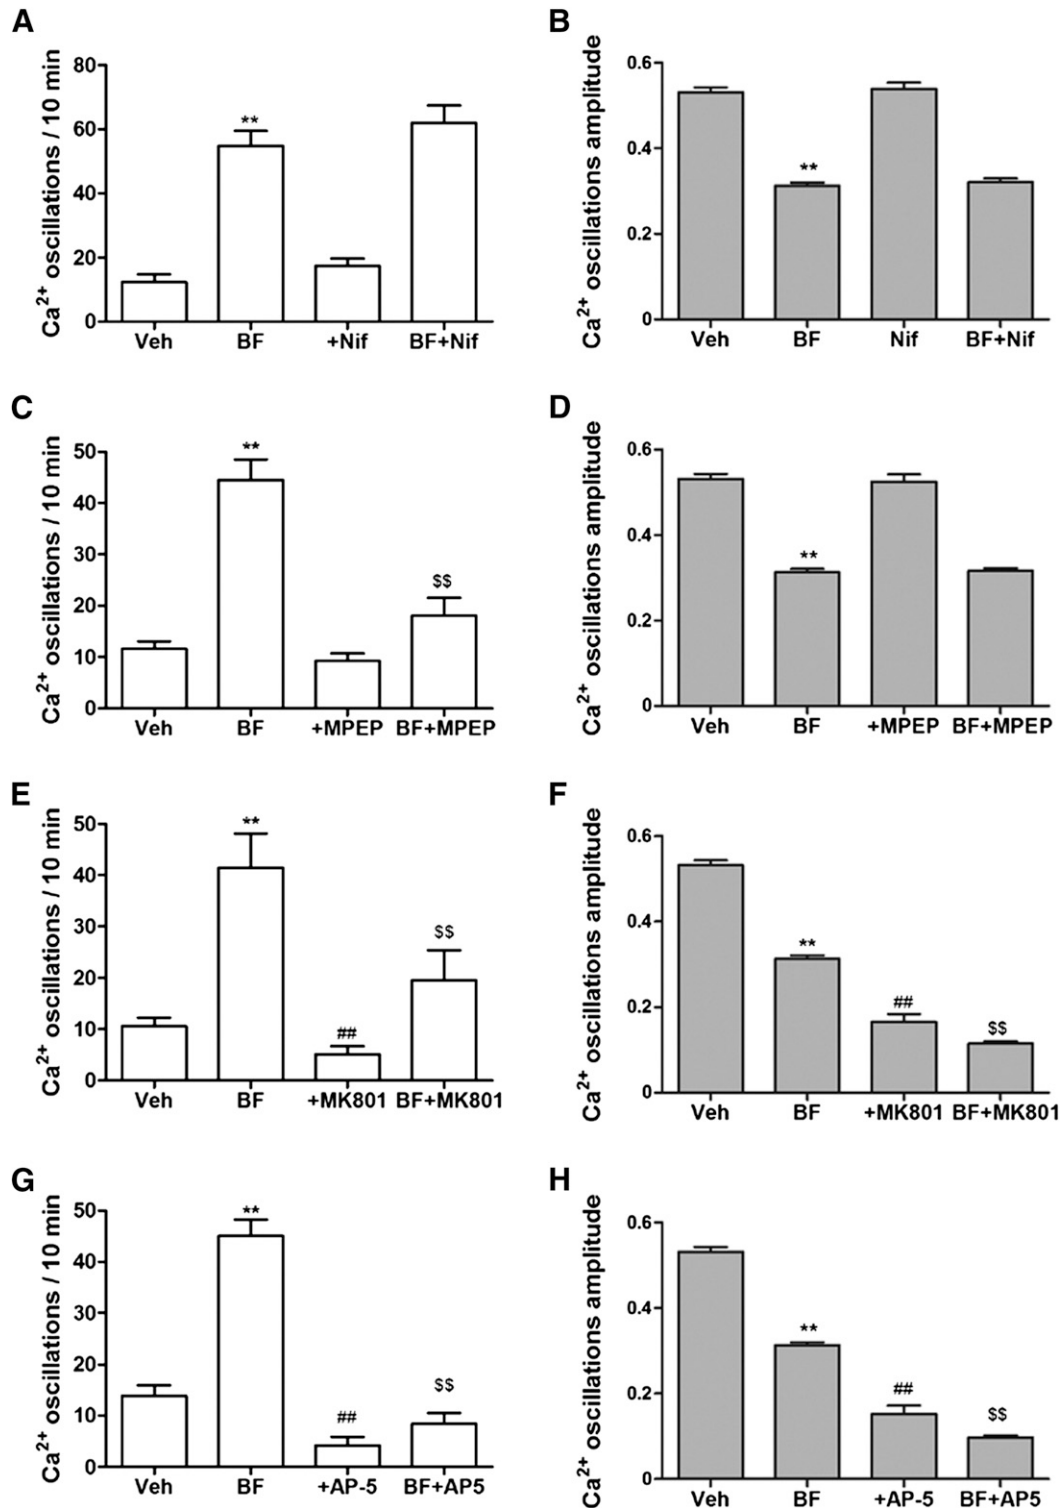 A
Ca2+ oscillations / 10 min
80
60
40
20
0
**
Veh BF +Nif BF+Nif
B
Ca2+ oscillations amplitude
0.6
0.4
0.2
0
**
Veh BF Nif BF+Nif
C
Ca2+ oscillations / 10 min
50
40
30
20
10
0
**
$$
Veh BF +MPEP BF+MPEP
D
Ca2+ oscillations amplitude
0.6
0.4
0.2
0
**
Veh BF +MPEP BF+MPEP
E
Ca2+ oscillations / 10 min
50
40
30
20
10
0
**
##
$$
Veh BF +MK801 BF+MK801
F
Ca2+ oscillations amplitude
0.6
0.4
0.2
0
**
##
$$
Veh BF +MK801 BF+MK801
G
Ca2+ oscillations / 10 min
50
40
30
20
10
0
**
##
$$
Veh BF +AP-5 BF+AP5
H
Ca2+ oscillations amplitude
0.6
0.4
0.2
0
**
##
$$
Veh BF +AP-5 BF+AP5